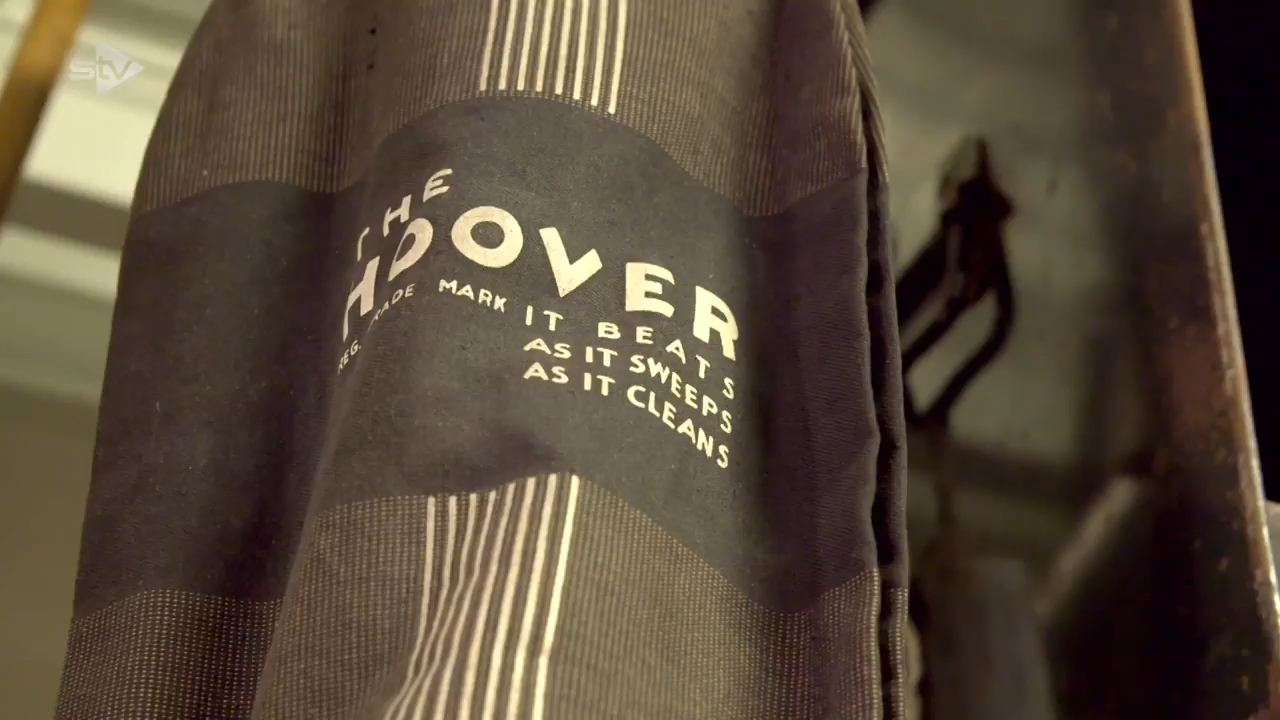 stv
THE
HOOVER
REG. TRADE MARK
IT BEATS
AS IT SWEEPS
AS IT CLEANS